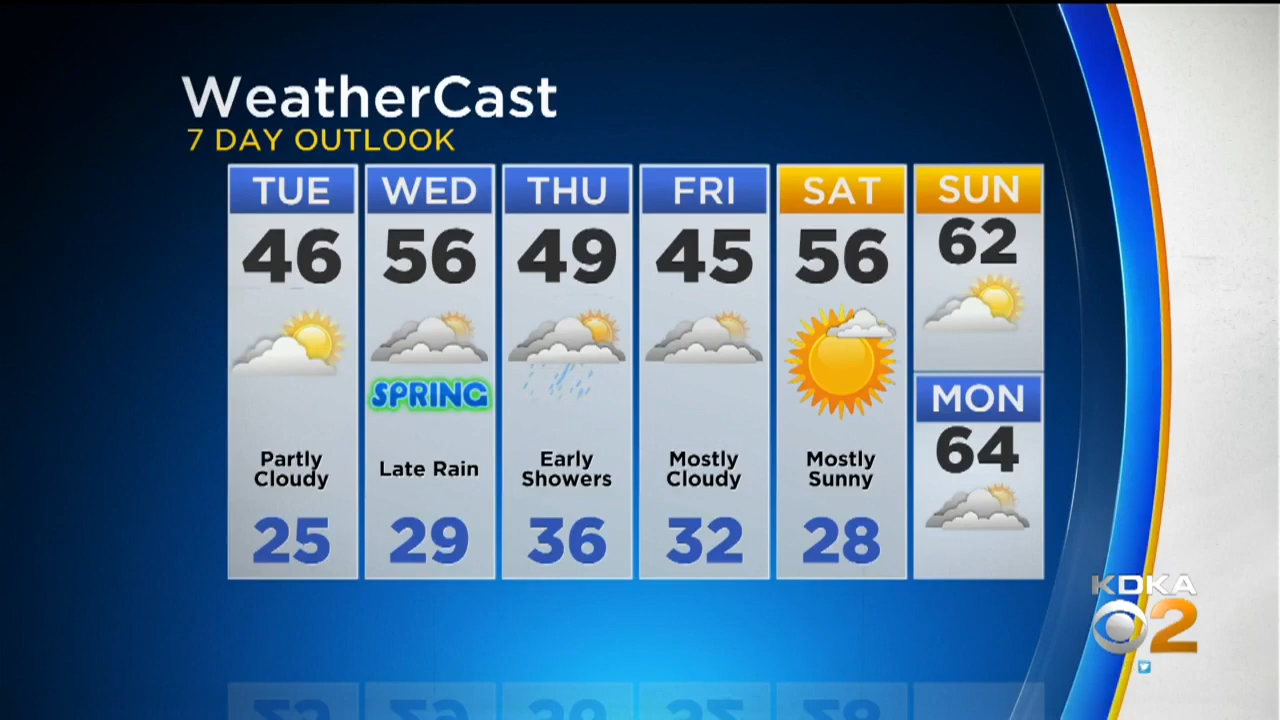 WeatherCast
7 DAY OUTLOOK
TUE
46
Partly
Cloudy
25
WED
56
SPRING
Late Rain
29
THU
49
Early
Showers
36
FRI
45
Mostly
Cloudy
32
SAT
56
Mostly
Sunny
28
SUN
62
MON
64
KDKA
2